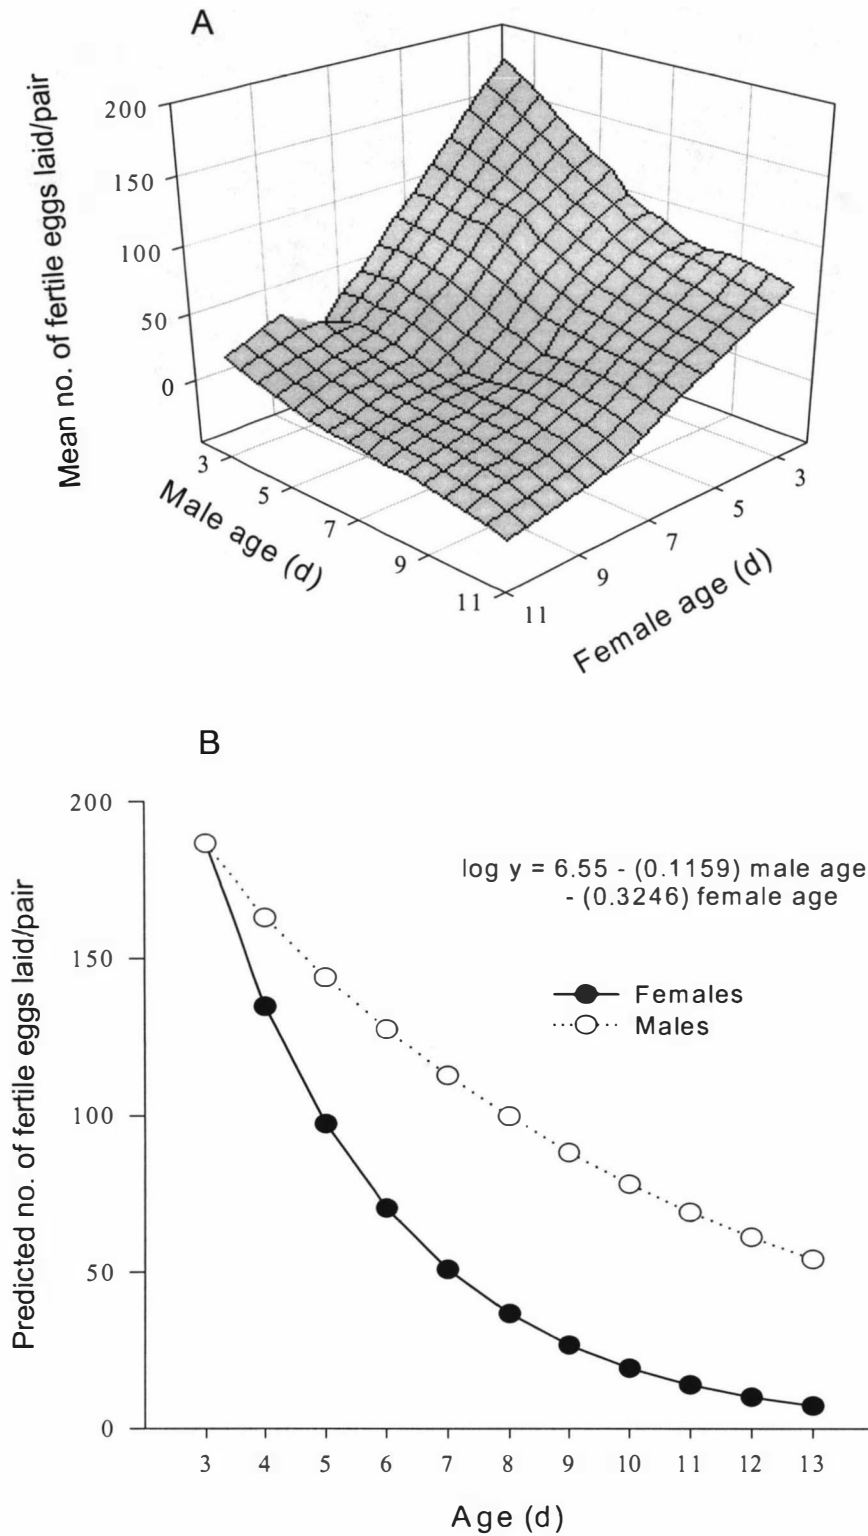 A
Mean no. of fertile eggs laid/pair
200
150
100
50
0
3
5
7
9
11
Male age (d)
11
9
7
5
3
Female age (d)
B
Predicted no. of fertile eggs laid/pair
200
150
100
50
0
log y = 6.55 - (0.1159) male age
- (0.3246) female age
Females
Males
3 4 5 6 7 8 9 10 11 12 13
Age (d)